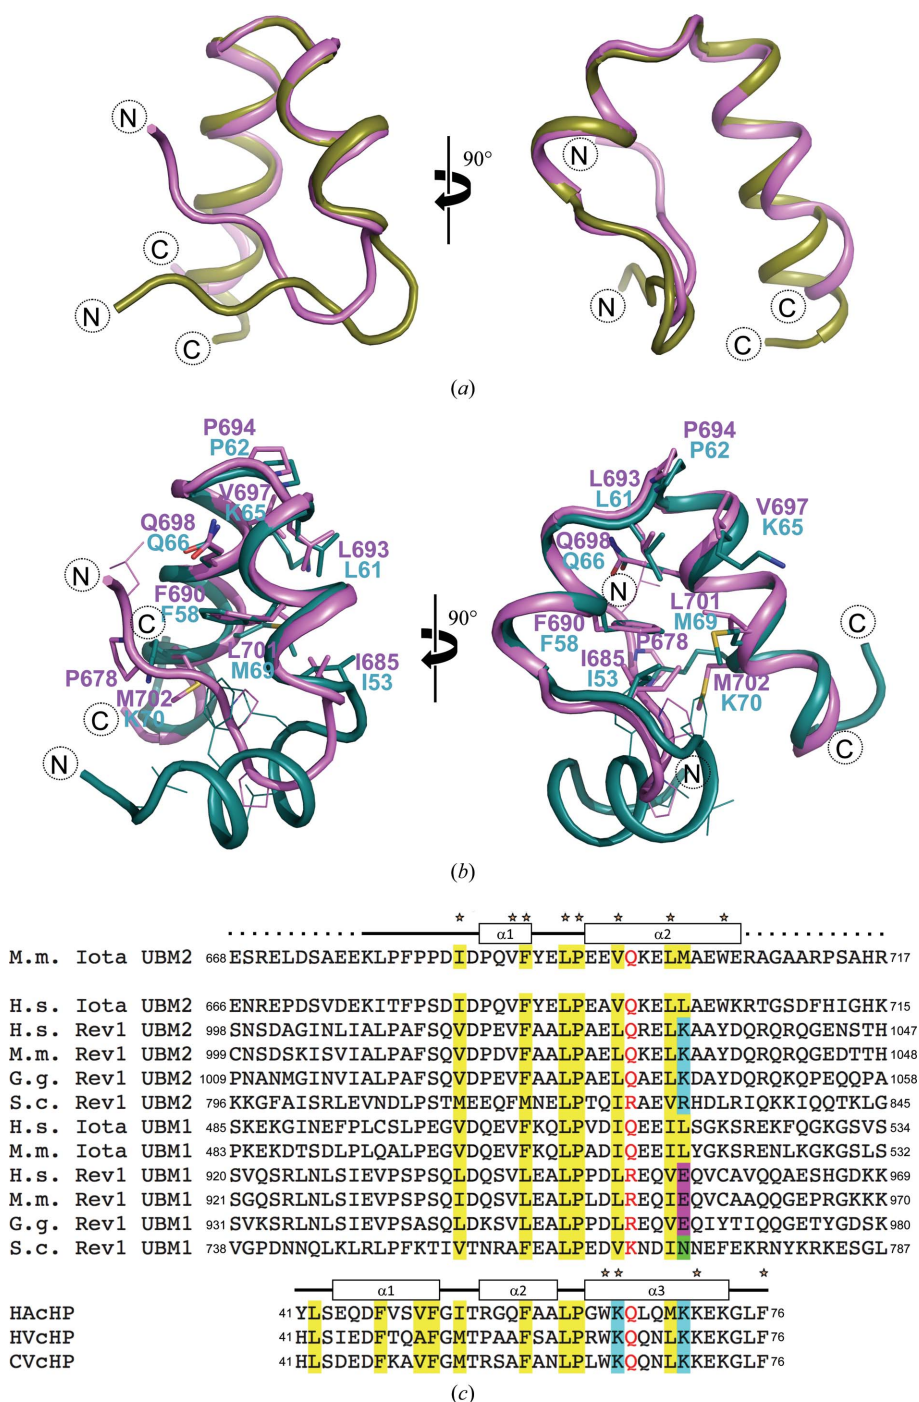 N
C
N
C
90°
N
N
C
C
(a)
P694
P62
V697
K65
Q698
Q66
L693
L61
N
F690
F58
C
L701
M69
I685
I53
P678
M702
K70
C
N
90°
P694
P62
L693
L61
V697
K65
Q698
Q66
N
L701
M69
C
F690
F58
P678
I685
I53
M702
K70
C
N
(b)
α1 α2
M.m. Iota UBM2 668 ESRELDSAEEKLPFPPDIDPQVFYELPEEVQKELMAEWERAGAARPSAHR 717
H.s. Iota UBM2 666 ENREPDSVDEKITFPSDIDPQVFYELPEAVQKELLAEWKRTGSDFHIGHK 715
H.s. Rev1 UBM2 998 SNSDAGINLIALPAFSQVDPEVFAALPAELQRELKAAYDQRQRQGENSTH 1047
M.m. Rev1 UBM2 999 CNSDSKISVIALPAFSQVDPDVFAALPAELQKELKAAYDQRQRQGEDTTH 1048
G.g. Rev1 UBM2 1009 PNANMGINVIALPAFSQVDPEVFAALPAELQAELKDAYDQRQKQPEQQPA 1058
S.c. Rev1 UBM2 796 KKGFAISRLEVNDLPSTMEEQFMNELPTQIRAEVRHDLRIQKKIQQTKLG 845
H.s. Iota UBM1 485 SKEKGINEFPLCSLPEGVDQEVFKQLPVDIQEEILSGKSREKFQGKGSVS 534
M.m. Iota UBM1 483 PKEKDTSDLPLQALPEGVDQEVFKQLPADIQEEILYGKSRENLKGKGSLS 532
H.s. Rev1 UBM1 920 SVQSRLNLSIEVPSPSQLDQSVLEALPPDLREQVEQVCAVQQAESHGDKK 969
M.m. Rev1 UBM1 921 SGQSRLNLSIEVPSPSQIDQSVLEALPLDLREQIEQVCAAQQGEPRGKKK 970
G.g. Rev1 UBM1 931 SVKSRLNLSIEVPSASQLDKSVLEALPPDLREQVEQIYTIQQGETYGDSK 980
S.c. Rev1 UBM1 738 VGPDNNQLKLRLPFKTIVTNRAFEALPEDVKNDINNEFEKRNYKRKESGL 787
α1 α2 α3
HAcHP 41 YLSEQDFVSVFGITRGQFAALPGWKQLQMKKEKGLF 76
HVcHP 41 HLSIEDFTQAFGMTPAAFSALPRWKQQNLKKEKGLF 76
CVcHP 41 HLSDEDFKAVFGMTRSAFANLPLWKQQNLKKEKGLF 76
(c)